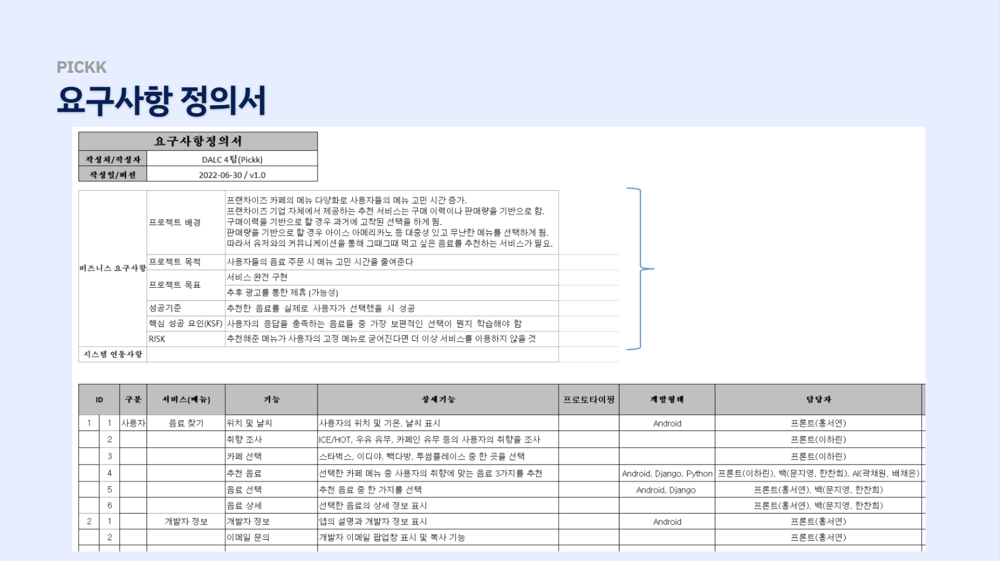 PICKK
요구사항 정의서
요구사항정의서
작성처/작성자 DALC 4팀(Pickk)
작성일/버전 2022-06-30 / v1.0
비즈니스 요구사항
프로젝트 배경
프랜차이즈 카페의 메뉴 다양화로 사용자들의 메뉴 고민 시간 증가.
프랜차이즈 기업 자체에서 제공하는 추천 서비스는 구매 이력이나 판매량을 기반으로 함.
구매이력을 기반으로 할 경우 과거에 고착된 선택을 하게 됨.
판매량을 기반으로 할 경우 아이스 아메리카노 등 대중성 있고 무난한 메뉴를 선택하게 됨.
따라서 유저와의 커뮤니케이션을 통해 그때그때 먹고 싶은 음료를 추천하는 서비스가 필요.
프로젝트 목적 사용자들의 음료 주문 시 메뉴 고민 시간을 줄여준다
프로젝트 목표
서비스 완전 구현
추후 광고를 통한 제휴 (가능성)
성공기준 추천한 음료를 실제로 사용자가 선택했을 시 성공
핵심 성공 요인(KSF) 사용자의 응답을 충족하는 음료들 중 가장 보편적인 선택이 뭔지 학습해야 함
RISK 추천해준 메뉴가 사용자의 고정 메뉴로 굳어진다면 더 이상 서비스를 이용하지 않을 것
시스템 연동사항
ID 구분 서비스(메뉴) 기능 상세기능 프로토타이핑 개발형태 담당자
1 1 사용자 음료 찾기 위치 및 날씨 사용자의 위치 및 기온, 날씨 표시 Android 프론트(홍서연)
2 취향 조사 ICE/HOT, 우유 유무, 카페인 유무 등의 사용자의 취향을 조사 프론트(이하린)
3 카페 선택 스타벅스, 이디야, 빽다방, 투썸플레이스 중 한 곳을 선택 프론트(이하린)
4 추천 음료 선택한 카페 메뉴 중 사용자의 취향에 맞는 음료 3가지를 추천 Android, Django, Python 프론트(이하린), 백(문지영, 한찬희), AI(곽채원, 배채은)
5 음료 선택 추천 음료 중 한 가지를 선택 Android, Django 프론트(홍서연), 백(문지영, 한찬희)
6 음료 상세 선택한 음료의 상세 정보 표시 프론트(홍서연), 백(문지영, 한찬희)
2 1 개발자 정보 개발자 정보 앱의 설명과 개발자 정보 표시 Android 프론트(홍서연)
2 이메일 문의 개발자 이메일 팝업창 표시 및 복사 기능 프론트(홍서연)